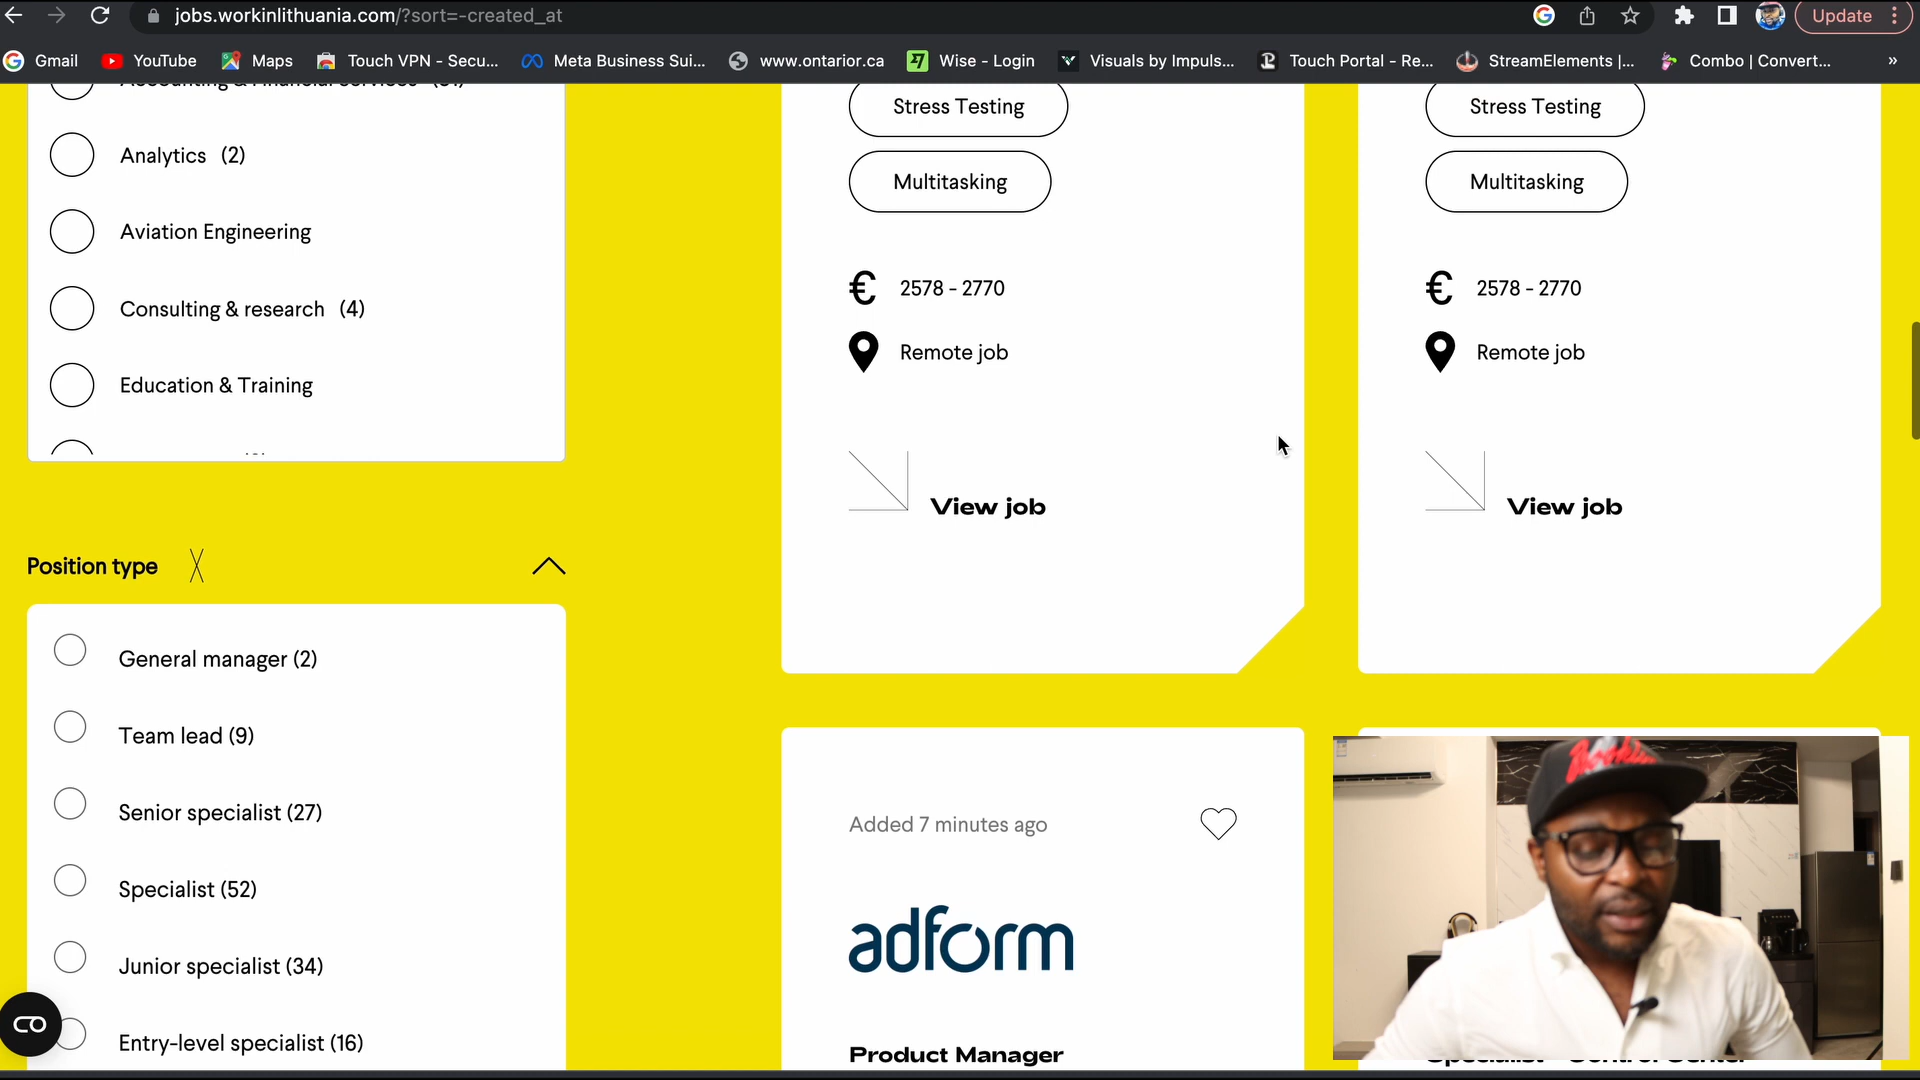 jobs.workinlithuania.com/?sort=-created_at
Update
Gmail
YouTube
Maps
Touch VPN - Secu...
Meta Business Sui...
www.ontarior.ca
Wise - Login
Visuals by Impuls...
Touch Portal - Re...
StreamElements |...
Combo | Convert...
»
Analytics (2)
Aviation Engineering
Consulting & research (4)
Education & Training
Position type
General manager (2)
Team lead (9)
Senior specialist (27)
Specialist (52)
Junior specialist (34)
Entry-level specialist (16)
Stress Testing
Multitasking
€ 2578 - 2770
Remote job
View job
Stress Testing
Multitasking
€ 2578 - 2770
Remote job
View job
Added 7 minutes ago
adform
Product Manager